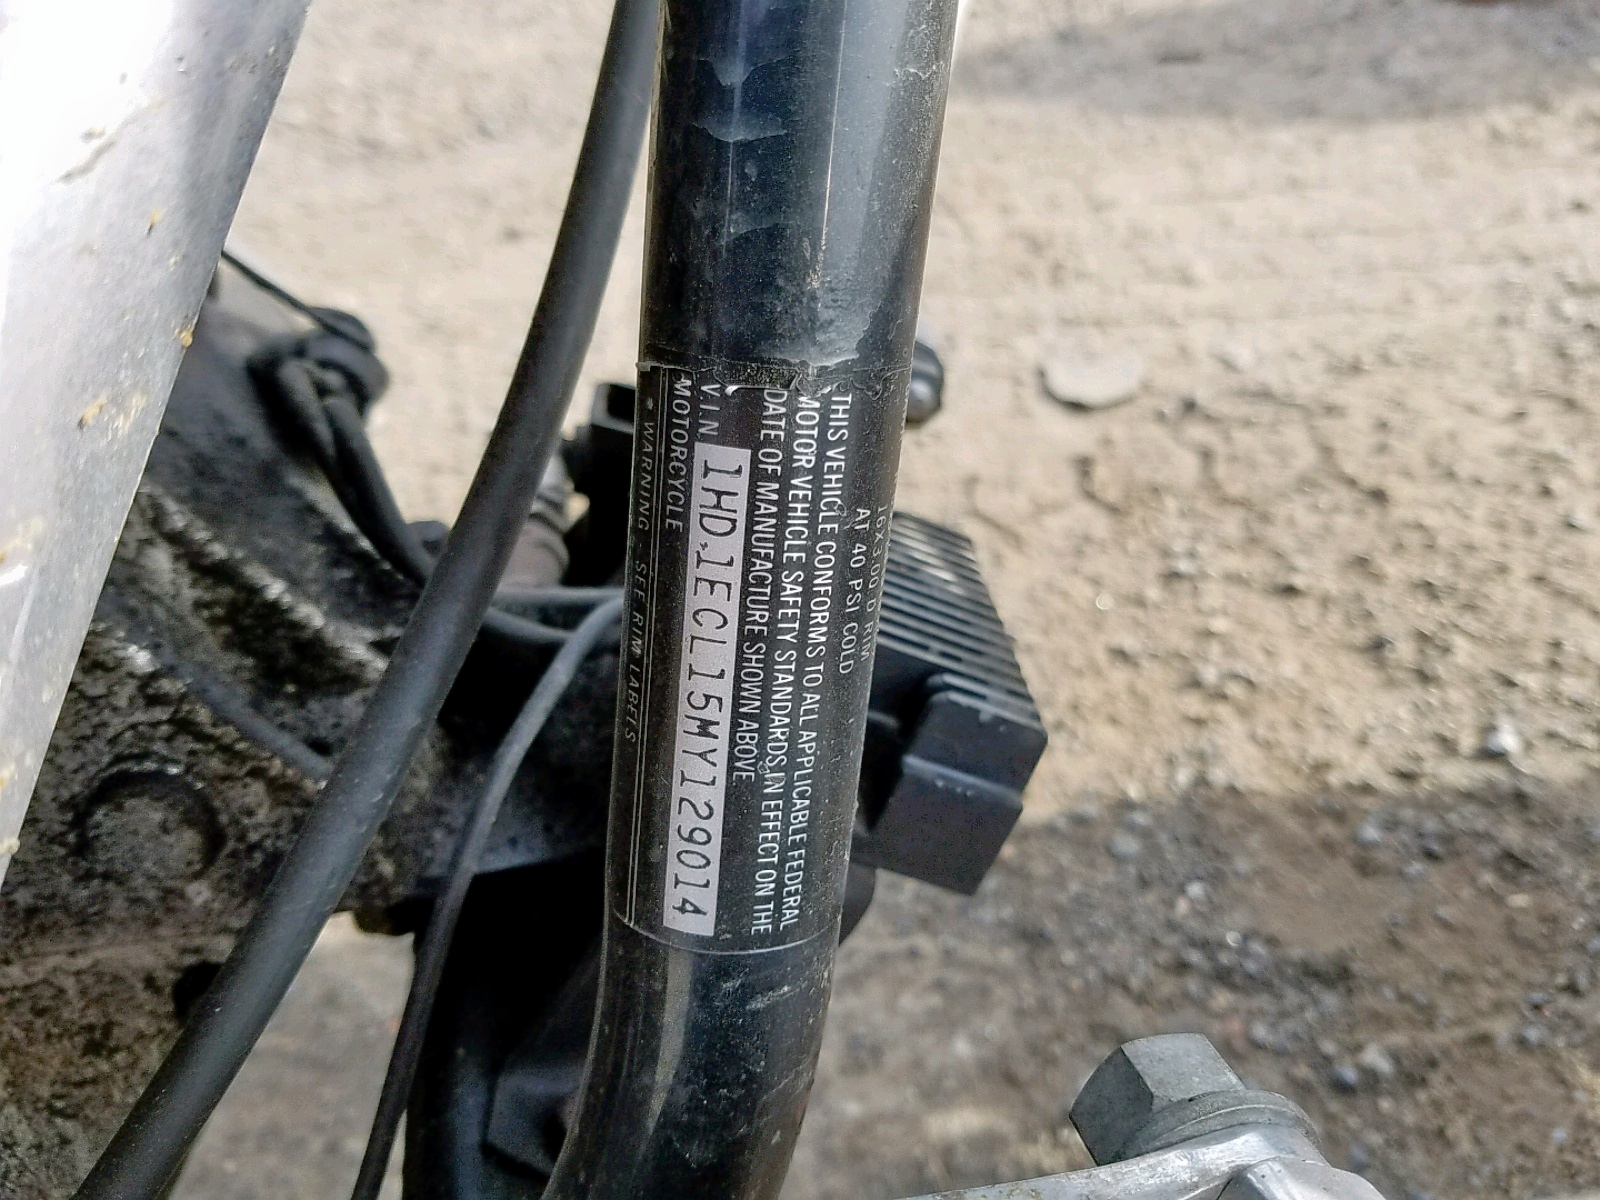 16X3.00 D RIM
AT 40 PSI COLD
THIS VEHICLE CONFORMS TO ALL APPLICABLE FEDERAL
MOTOR VEHICLE SAFETY STANDARDS IN EFFECT ON THE
DATE OF MANUFACTURE SHOWN ABOVE
V.I.N. 1HD1ECL15MY129014
MOTORCYCLE
* WARNING - SEE RIM LABELS